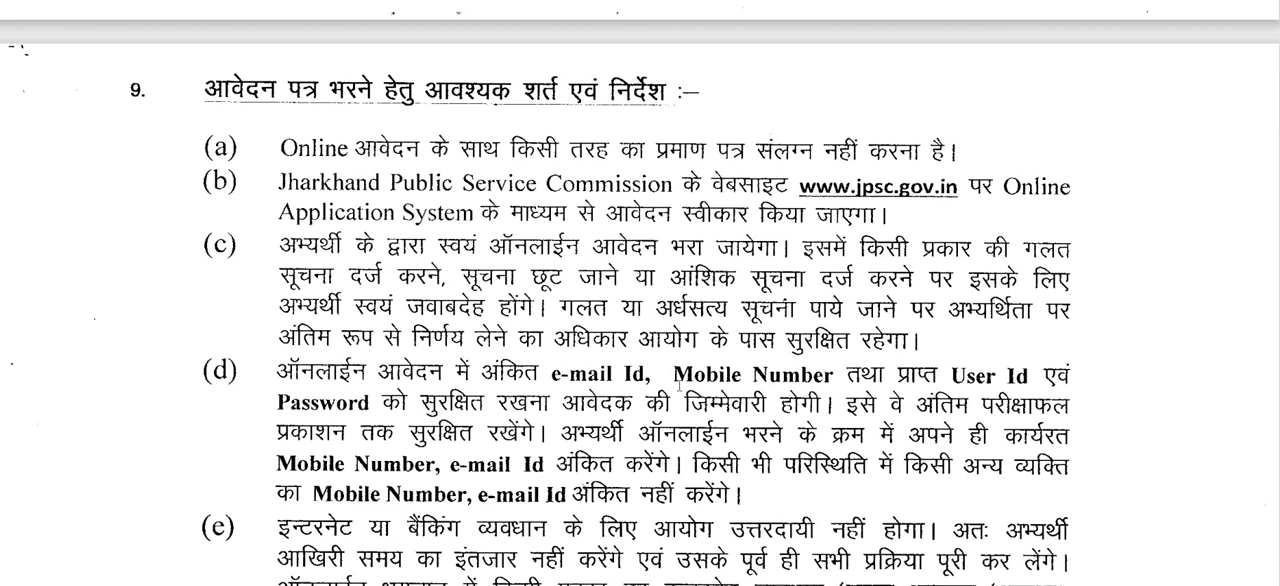 9. आवेदन पत्र भरने हेतु आवश्यक शर्त एवं निर्देश :–
(a) Online आवेदन के साथ किसी तरह का प्रमाण पत्र संलग्न नहीं करना है।
(b) Jharkhand Public Service Commission के वेबसाइट www.jpsc.gov.in पर Online
Application System के माध्यम से आवेदन स्वीकार किया जाएगा।
(c) अभ्यर्थी के द्वारा स्वयं ऑनलाईन आवेदन भरा जायेगा। इसमें किसी प्रकार की गलत
सूचना दर्ज करने, सूचना छूट जाने या आंशिक सूचना दर्ज करने पर इसके लिए
अभ्यर्थी स्वयं जवाबदेह होंगे। गलत या अर्धसत्य सूचना पाये जाने पर अभ्यर्थिता पर
अंतिम रूप से निर्णय लेने का अधिकार आयोग के पास सुरक्षित रहेगा।
(d) ऑनलाईन आवेदन में अंकित e-mail Id, Mobile Number तथा प्राप्त User Id एवं
Password को सुरक्षित रखना आवेदक की जिम्मेवारी होगी। इसे वे अंतिम परीक्षाफल
प्रकाशन तक सुरक्षित रखेंगे। अभ्यर्थी ऑनलाईन भरने के क्रम में अपने ही कार्यरत
Mobile Number, e-mail Id अंकित करेंगे। किसी भी परिस्थिति में किसी अन्य व्यक्ति
का Mobile Number, e-mail Id अंकित नहीं करेंगे।
(e) इन्टरनेट या बैंकिंग व्यवधान के लिए आयोग उत्तरदायी नहीं होगा। अतः अभ्यर्थी
आखिरी समय का इंतजार नहीं करेंगे एवं उसके पूर्व ही सभी प्रक्रिया पूरी कर लेंगे।